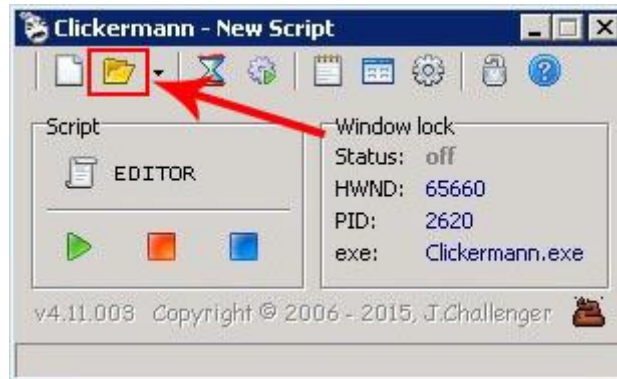 Clickermann - New Script
Script
EDITOR
Window lock
Status: off
HWND: 65660
PID: 2620
exe: Clickermann.exe
v4.11.003 Copyright © 2006 - 2015, J.Challenger